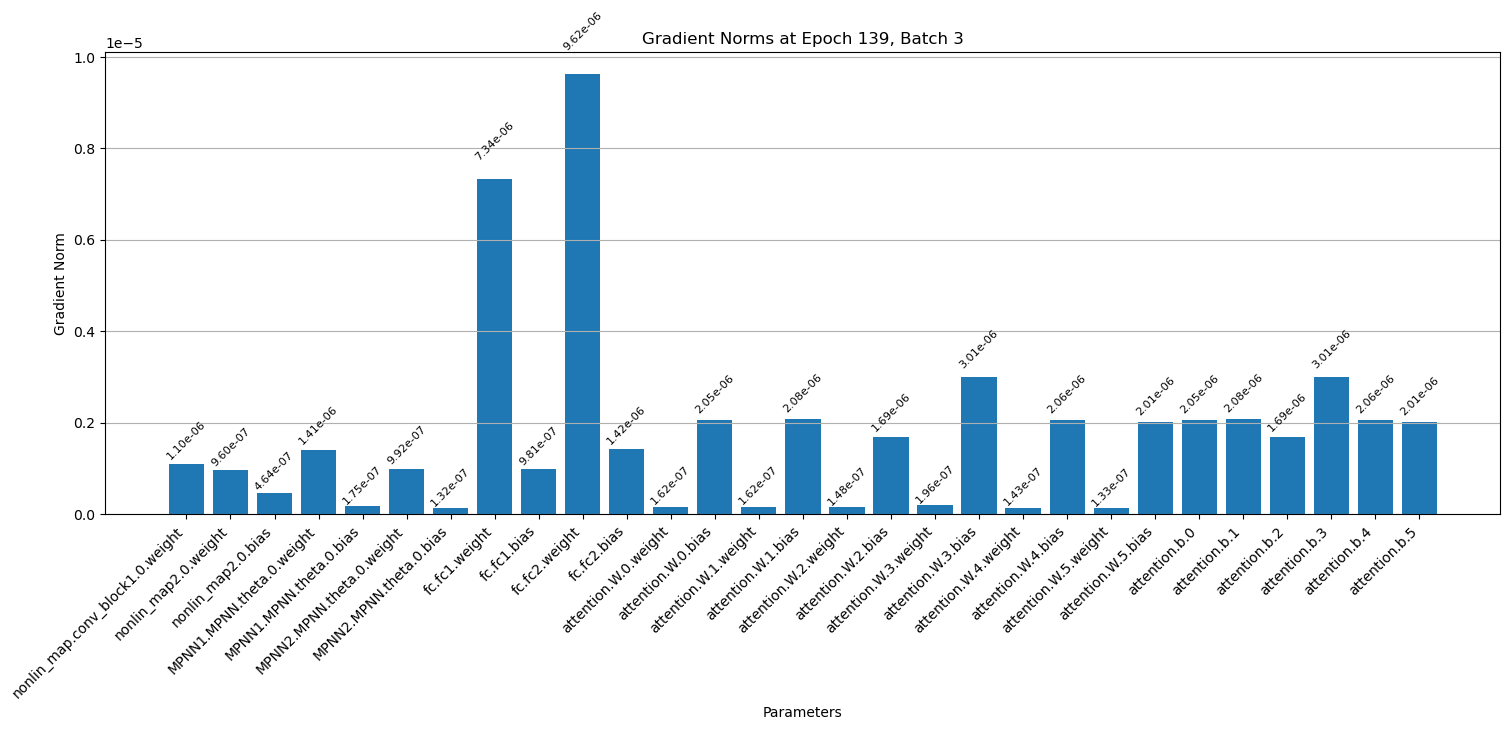 Gradient Norms at Epoch 139, Batch 3
1e−5
Gradient Norm
1.0
0.8
0.6
0.4
0.2
0.0
1.10e-06
9.60e-07
4.64e-07
1.41e-06
1.75e-07
9.92e-07
1.32e-07
7.34e-06
9.81e-07
9.62e-06
1.42e-06
1.62e-07
2.05e-06
1.62e-07
2.08e-06
1.48e-07
1.69e-06
1.96e-07
3.01e-06
1.43e-07
2.06e-06
1.33e-07
2.01e-06
2.05e-06
2.08e-06
1.69e-06
3.01e-06
2.06e-06
2.01e-06
nonlin_map.conv_block1.0.weight
nonlin_map2.0.weight
nonlin_map2.0.bias
MPNN1.MPNN.theta.0.weight
MPNN1.MPNN.theta.0.bias
MPNN2.MPNN.theta.0.weight
MPNN2.MPNN.theta.0.bias
fc.fc1.weight
fc.fc1.bias
fc.fc2.weight
fc.fc2.bias
attention.W.0.weight
attention.W.0.bias
attention.W.1.weight
attention.W.1.bias
attention.W.2.weight
attention.W.2.bias
attention.W.3.weight
attention.W.3.bias
attention.W.4.weight
attention.W.4.bias
attention.W.5.weight
attention.W.5.bias
attention.b.0
attention.b.1
attention.b.2
attention.b.3
attention.b.4
attention.b.5
Parameters